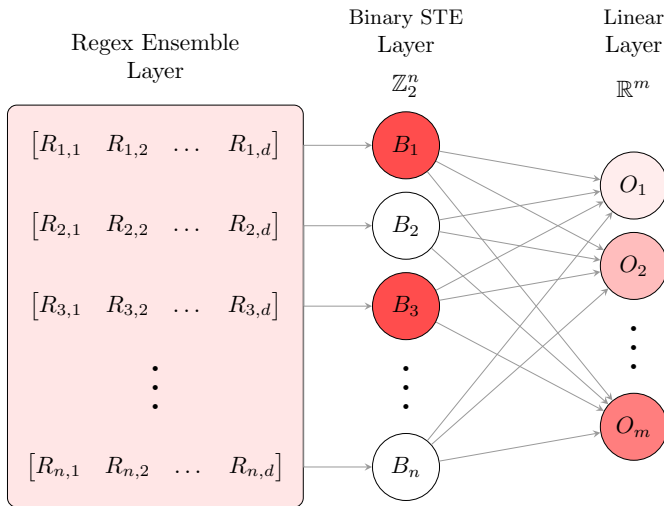 Regex Ensemble
Layer
Binary STE
Layer
ℤ₂ⁿ
Linear
Layer
ℝᵐ
[R₁,₁ R₁,₂ … R₁,d]
[R₂,₁ R₂,₂ … R₂,d]
[R₃,₁ R₃,₂ … R₃,d]
⋮
[Rₙ,₁ Rₙ,₂ … Rₙ,d]
B₁
B₂
B₃
⋮
Bₙ
O₁
O₂
⋮
Oₘ